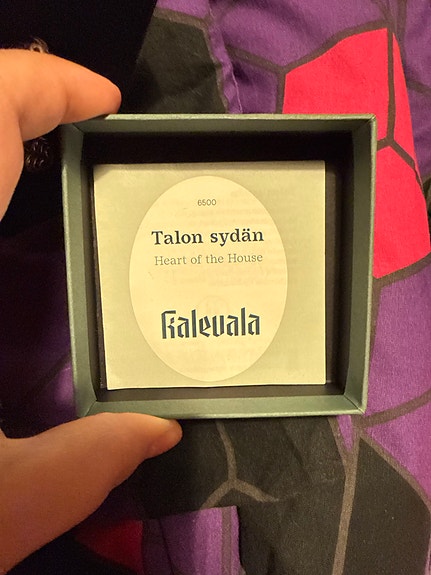 6500
Talon sydän
Heart of the House
Kalevala